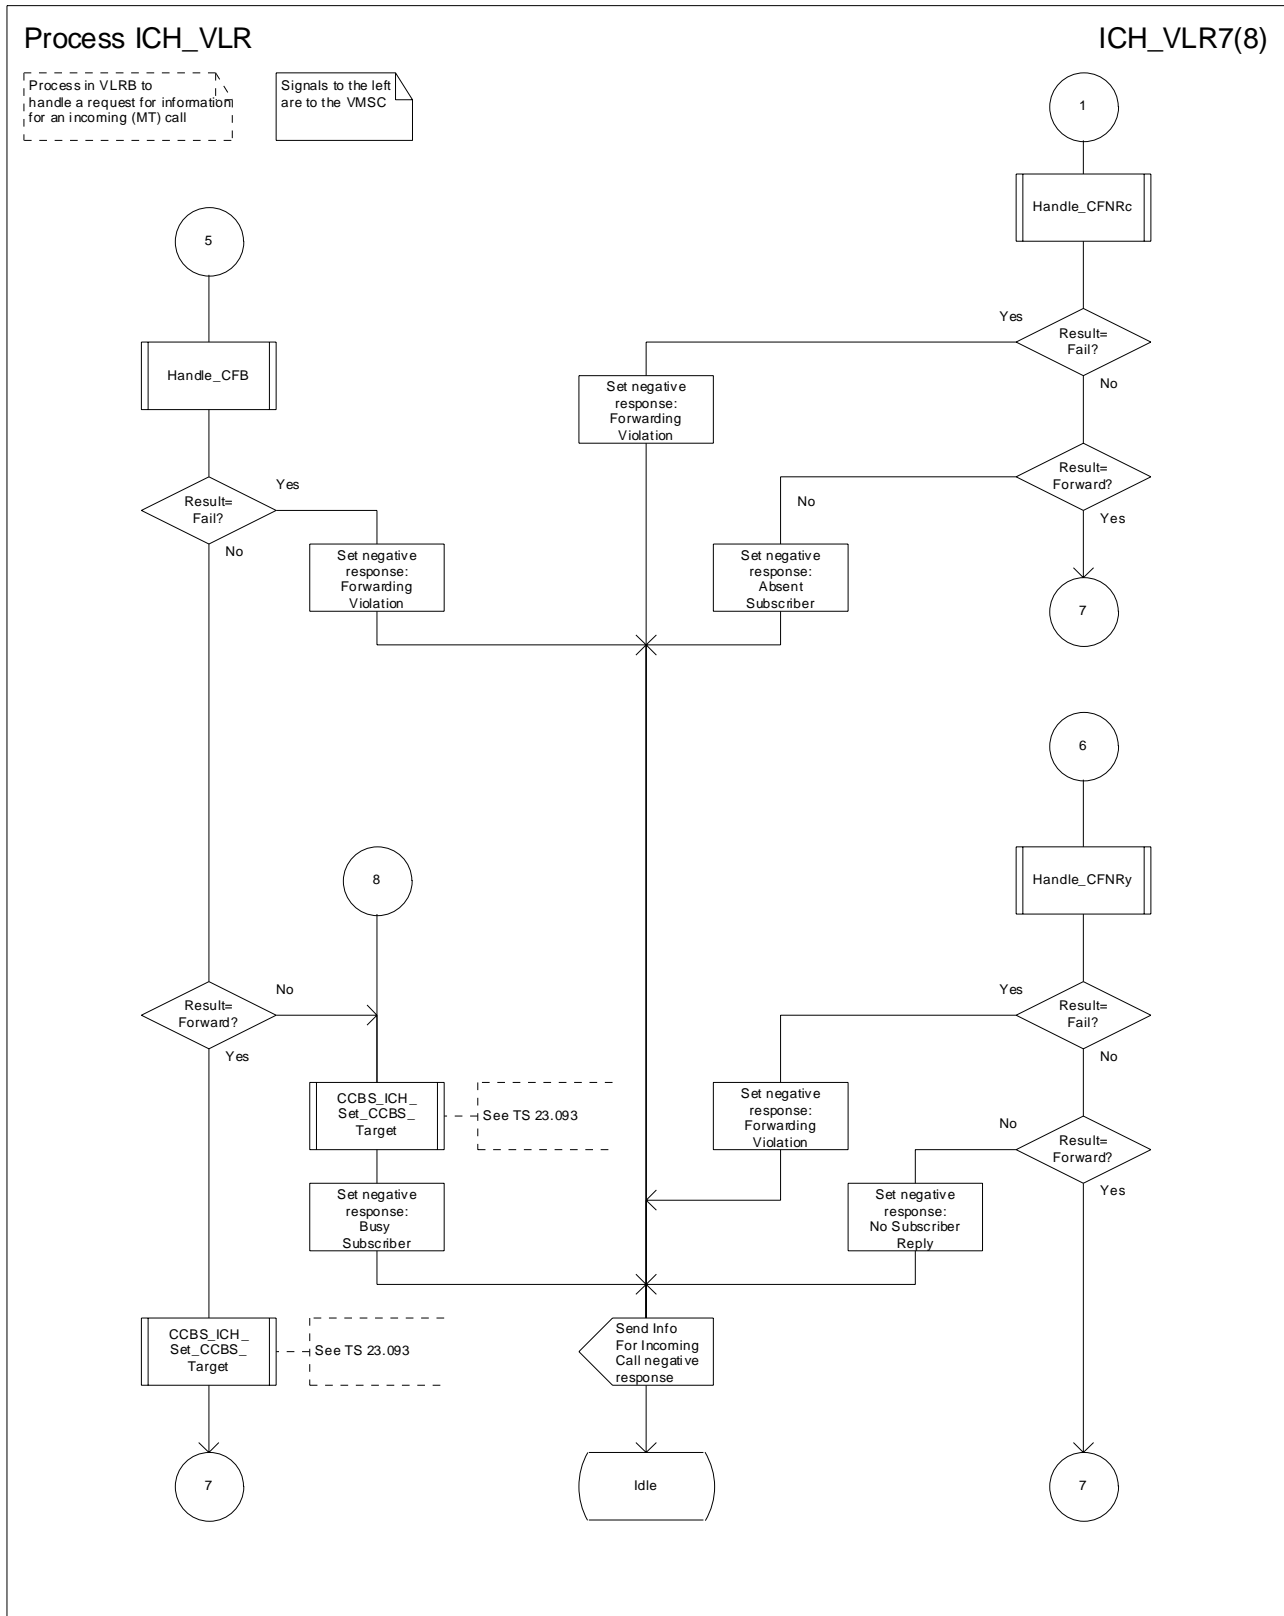 Process ICH_VLR
ICH_VLR7(8)
Process in VLRB to
handle a request for information
for an incoming (MT) call
Signals to the left
are to the VMSC
1
Handle_CFNRc
5
Yes
Result=
Fail?
No
Handle_CFB
Set negative
response:
Forwarding
Violation
Result=
Forward?
No
Yes
Yes
Result=
Fail?
No
Set negative
response:
Forwarding
Violation
Set negative
response:
Absent
Subscriber
7
6
8
Handle_CFNRy
No
Result=
Forward?
Yes
Yes
Result=
Fail?
No
CCBS_ICH_
Set_CCBS_
Target
See TS 23.093
Set negative
response:
Forwarding
Violation
No
Result=
Forward?
Yes
Set negative
response:
Busy
Subscriber
Set negative
response:
No Subscriber
Reply
CCBS_ICH_
Set_CCBS_
Target
See TS 23.093
Send Info
For Incoming
Call negative
response
7
Idle
7